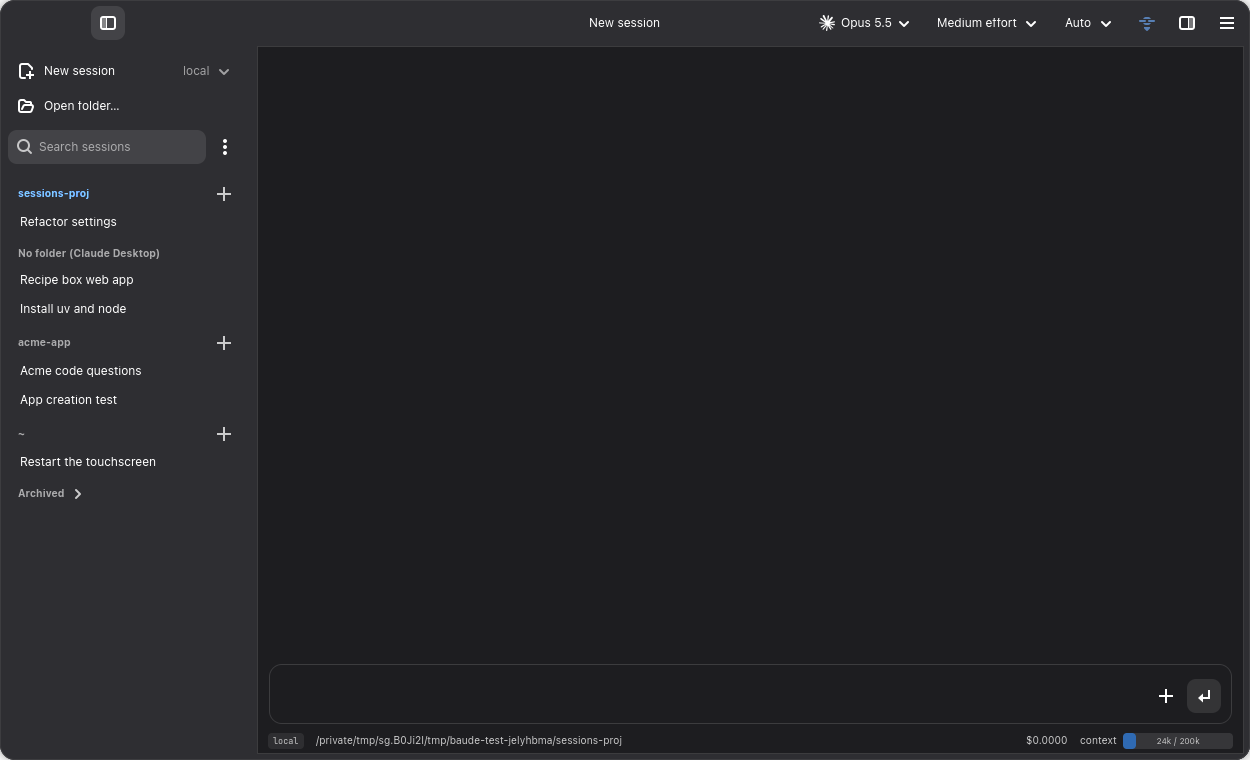 New session
Opus 5.5
Medium effort
Auto
New session
local
Open folder...
Search sessions
sessions-proj
Refactor settings
No folder (Claude Desktop)
Recipe box web app
Install uv and node
acme-app
Acme code questions
App creation test
~
Restart the touchscreen
Archived
local
/private/tmp/sg.B0Ji2I/tmp/baude-test-jelyhbma/sessions-proj
$0.0000
context
24k / 200k